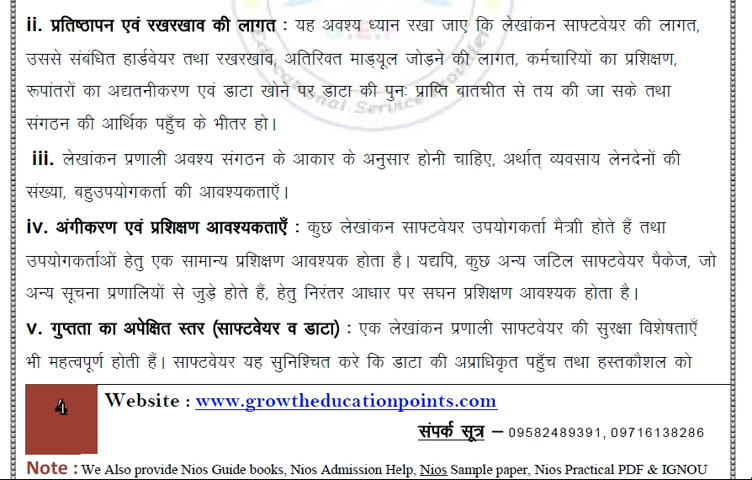 ii. प्रतिष्ठापन एवं रखरखाव की लागत : यह अवश्य ध्यान रखा जाए कि लेखांकन साफ्टवेयर की लागत,
उससे संबंधित हार्डवेयर तथा रखरखाव, अतिरिक्त माड्यूल जोड़ने की लागत, कर्मचारियों का प्रशिक्षण,
रूपांतरों का अद्यतनीकरण एवं डाटा खोने पर डाटा की पुनः प्राप्ति बातचीत से तय की जा सके तथा
संगठन की आर्थिक पहुँच के भीतर हो।
iii. लेखांकन प्रणाली अवश्य संगठन के आकार के अनुसार होनी चाहिए, अर्थात् व्यवसाय लेनदेनों की
संख्या, बहुउपयोगकर्ता की आवश्यकताएँ।
iv. अंगीकरण एवं प्रशिक्षण आवश्यकताएँ : कुछ लेखांकन साफ्टवेयर उपयोगकर्ता मैत्राी होते हैं तथा
उपयोगकर्ताओं हेतु एक सामान्य प्रशिक्षण आवश्यक होता है। यद्यपि, कुछ अन्य जटिल साफ्टवेयर पैकेज, जो
अन्य सूचना प्रणालियों से जुड़े होते हैं, हेतु निरंतर आधार पर सघन प्रशिक्षण आवश्यक होता है।
v. गुप्तता का अपेक्षित स्तर (साफ्टवेयर व डाटा) : एक लेखांकन प्रणाली साफ्टवेयर की सुरक्षा विशेषताएँ
भी महत्वपूर्ण होती हैं। साफ्टवेयर यह सुनिश्चित करे कि डाटा की अप्राधिकृत पहुँच तथा हस्तकौशल को
4 Website : www.growtheducationpoints.com
संपर्क सूत्र – 09582489391, 09716138286
Note : We Also provide Nios Guide books, Nios Admission Help, Nios Sample paper, Nios Practical PDF & IGNOU